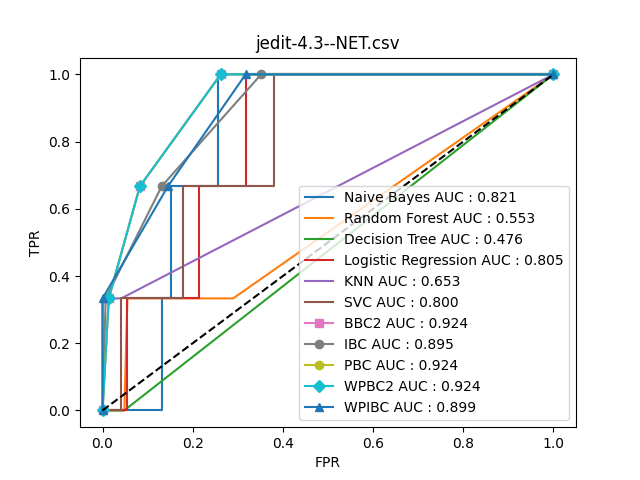 jedit-4.3--NET.csv
1.0
0.8
0.6
0.4
0.2
0.0
TPR
Naive Bayes AUC : 0.821
Random Forest AUC : 0.553
Decision Tree AUC : 0.476
Logistic Regression AUC : 0.805
KNN AUC : 0.653
SVC AUC : 0.800
BBC2 AUC : 0.924
IBC AUC : 0.895
PBC AUC : 0.924
WPBC2 AUC : 0.924
WPIBC AUC : 0.899
0.0 0.2 0.4 0.6 0.8 1.0
FPR